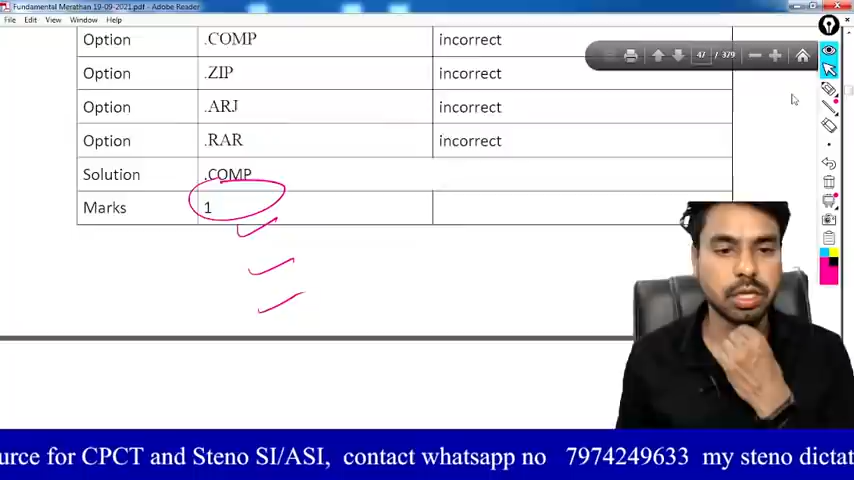 Fundamental Merathan 19-09-2021.pdf - Adobe Reader
File Edit View Window Help
47 / 379
Option .COMP incorrect
Option .ZIP incorrect
Option .ARJ incorrect
Option .RAR incorrect
Solution .COMP
Marks 1
urce for CPCT and Steno SI/ASI, contact whatsapp no 7974249633 my steno dictat